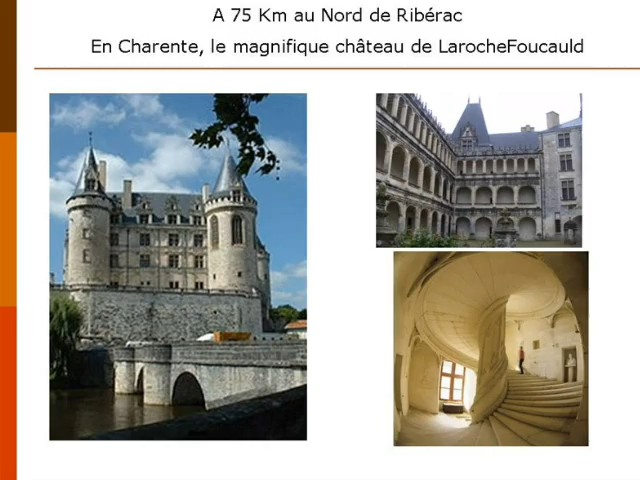 A 75 Km au Nord de Ribérac
En Charente, le magnifique château de LarocheFoucauld